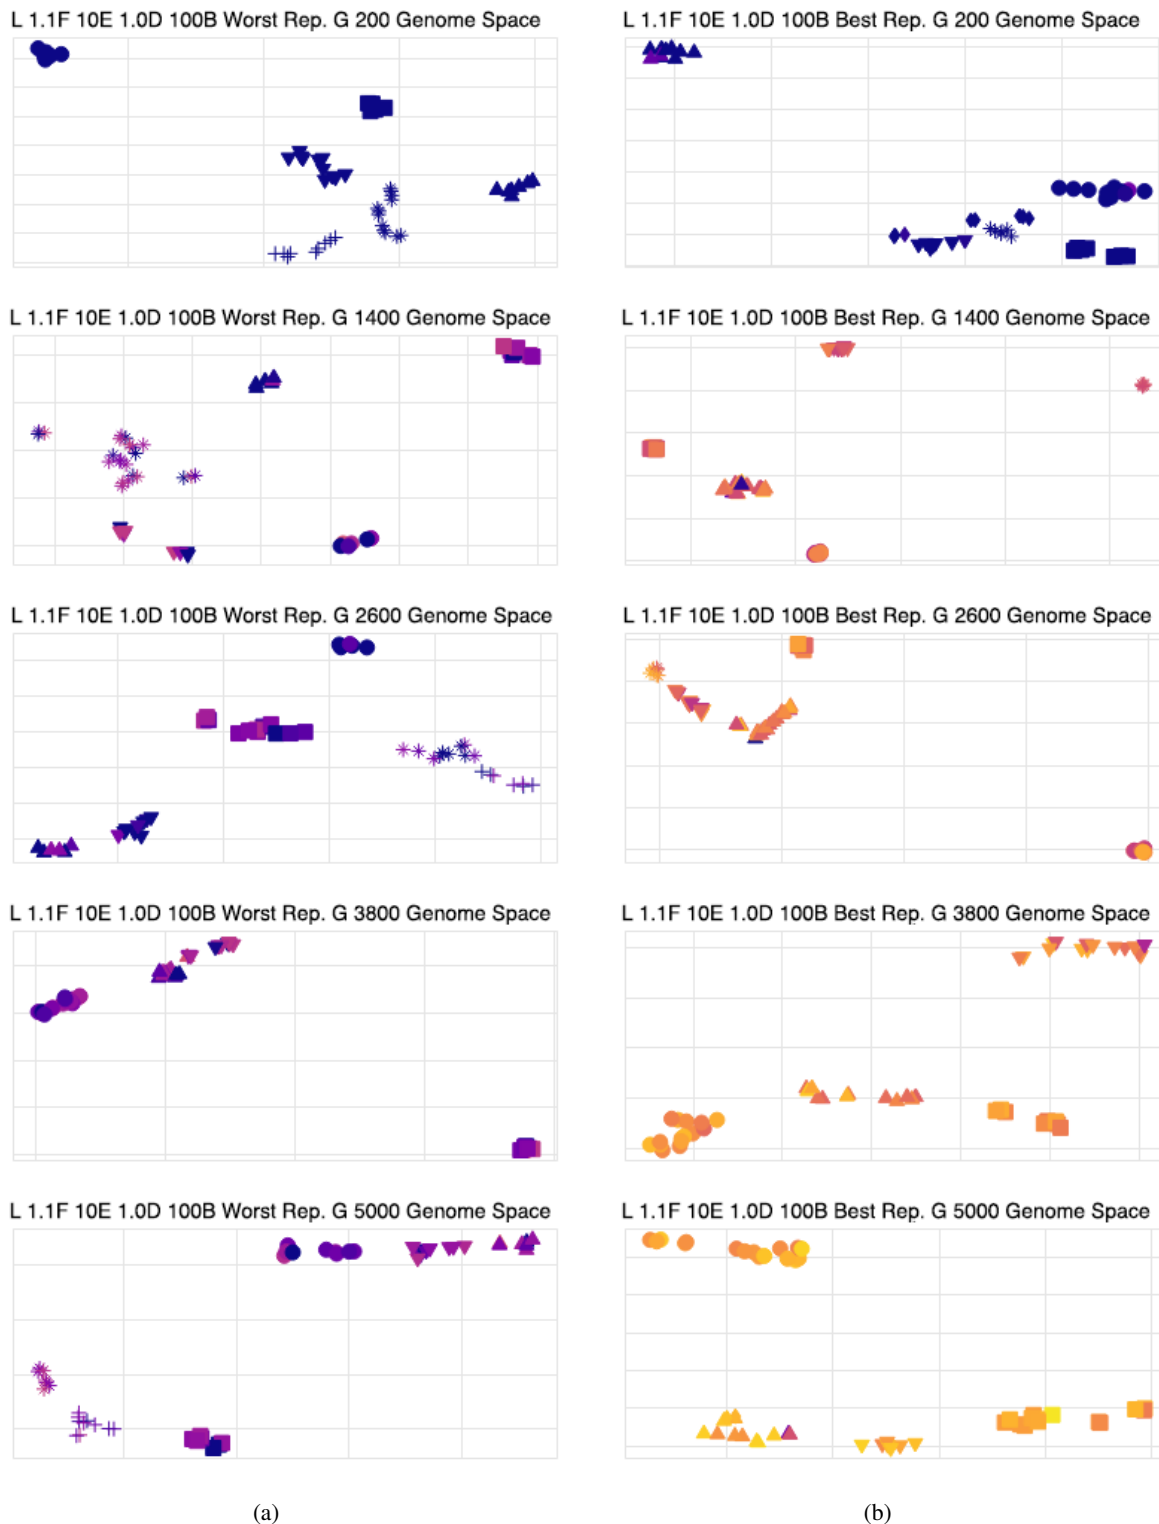 L 1.1F 10E 1.0D 100B Worst Rep. G 200 Genome Space
L 1.1F 10E 1.0D 100B Best Rep. G 200 Genome Space
L 1.1F 10E 1.0D 100B Worst Rep. G 1400 Genome Space
L 1.1F 10E 1.0D 100B Best Rep. G 1400 Genome Space
L 1.1F 10E 1.0D 100B Worst Rep. G 2600 Genome Space
L 1.1F 10E 1.0D 100B Best Rep. G 2600 Genome Space
L 1.1F 10E 1.0D 100B Worst Rep. G 3800 Genome Space
L 1.1F 10E 1.0D 100B Best Rep. G 3800 Genome Space
L 1.1F 10E 1.0D 100B Worst Rep. G 5000 Genome Space
L 1.1F 10E 1.0D 100B Best Rep. G 5000 Genome Space
(a)
(b)